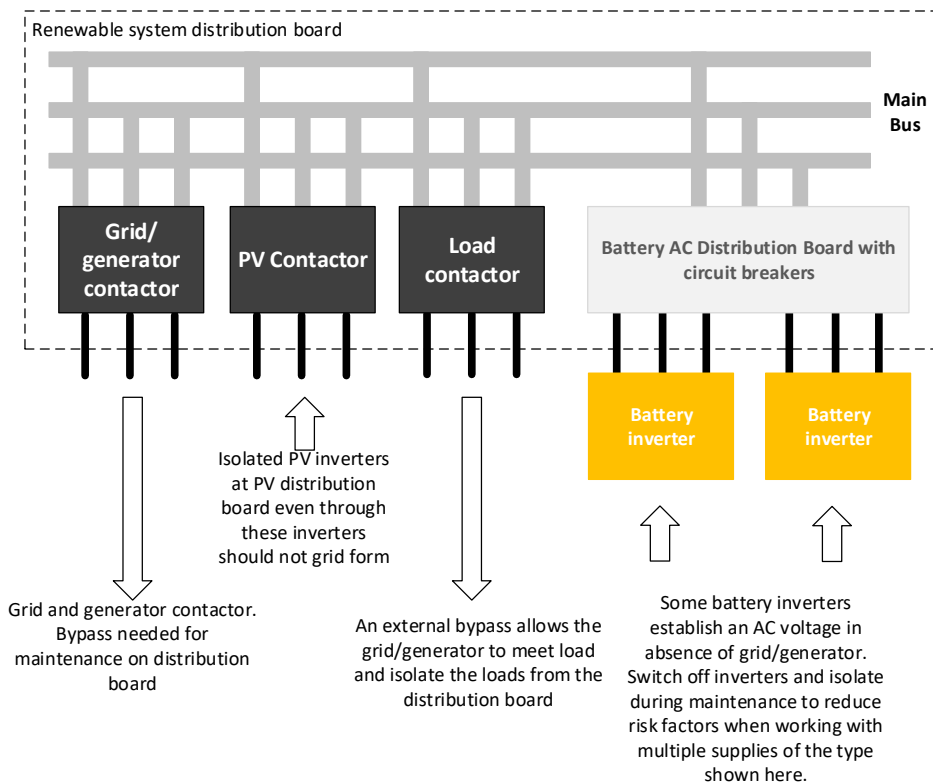 Renewable system distribution board
Main
Bus
Grid/
generator
contactor
PV Contactor
Load
contactor
Battery AC Distribution Board with
circuit breakers
Battery
inverter
Battery
inverter
Isolated PV inverters
at PV distribution
board even through
these inverters
should not grid form
Grid and generator contactor.
Bypass needed for
maintenance on distribution
board
An external bypass allows the
grid/generator to meet load
and isolate the loads from the
distribution board
Some battery inverters
establish an AC voltage in
absence of grid/generator.
Switch off inverters and isolate
during maintenance to reduce
risk factors when working with
multiple supplies of the type
shown here.